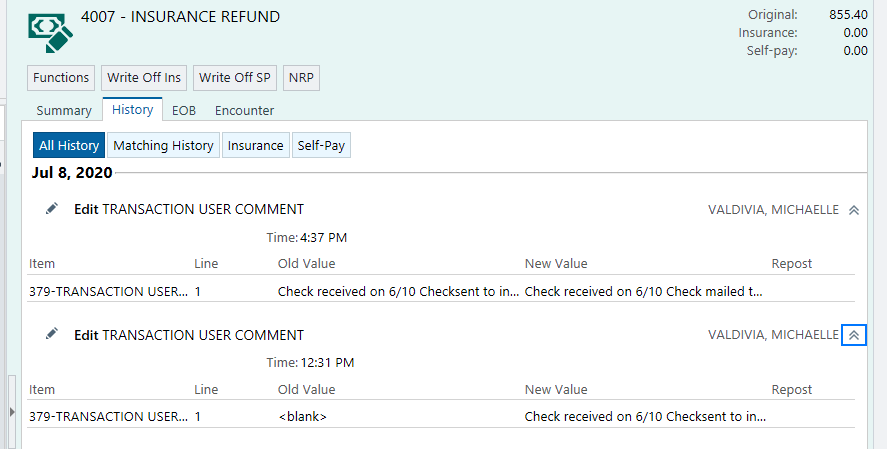 4007 - INSURANCE REFUND
Original: 855.40
Insurance: 0.00
Self-pay: 0.00
Functions Write Off Ins Write Off SP NRP
Summary History EOB Encounter
All History Matching History Insurance Self-Pay
Jul 8, 2020
Edit TRANSACTION USER COMMENT VALDIVIA, MICHAELLE
Time: 4:37 PM
Item Line Old Value New Value Repost
379-TRANSACTION USER... 1 Check received on 6/10 Checksent to in... Check received on 6/10 Check mailed t...
Edit TRANSACTION USER COMMENT VALDIVIA, MICHAELLE
Time: 12:31 PM
Item Line Old Value New Value Repost
379-TRANSACTION USER... 1 <blank> Check received on 6/10 Checksent to in...